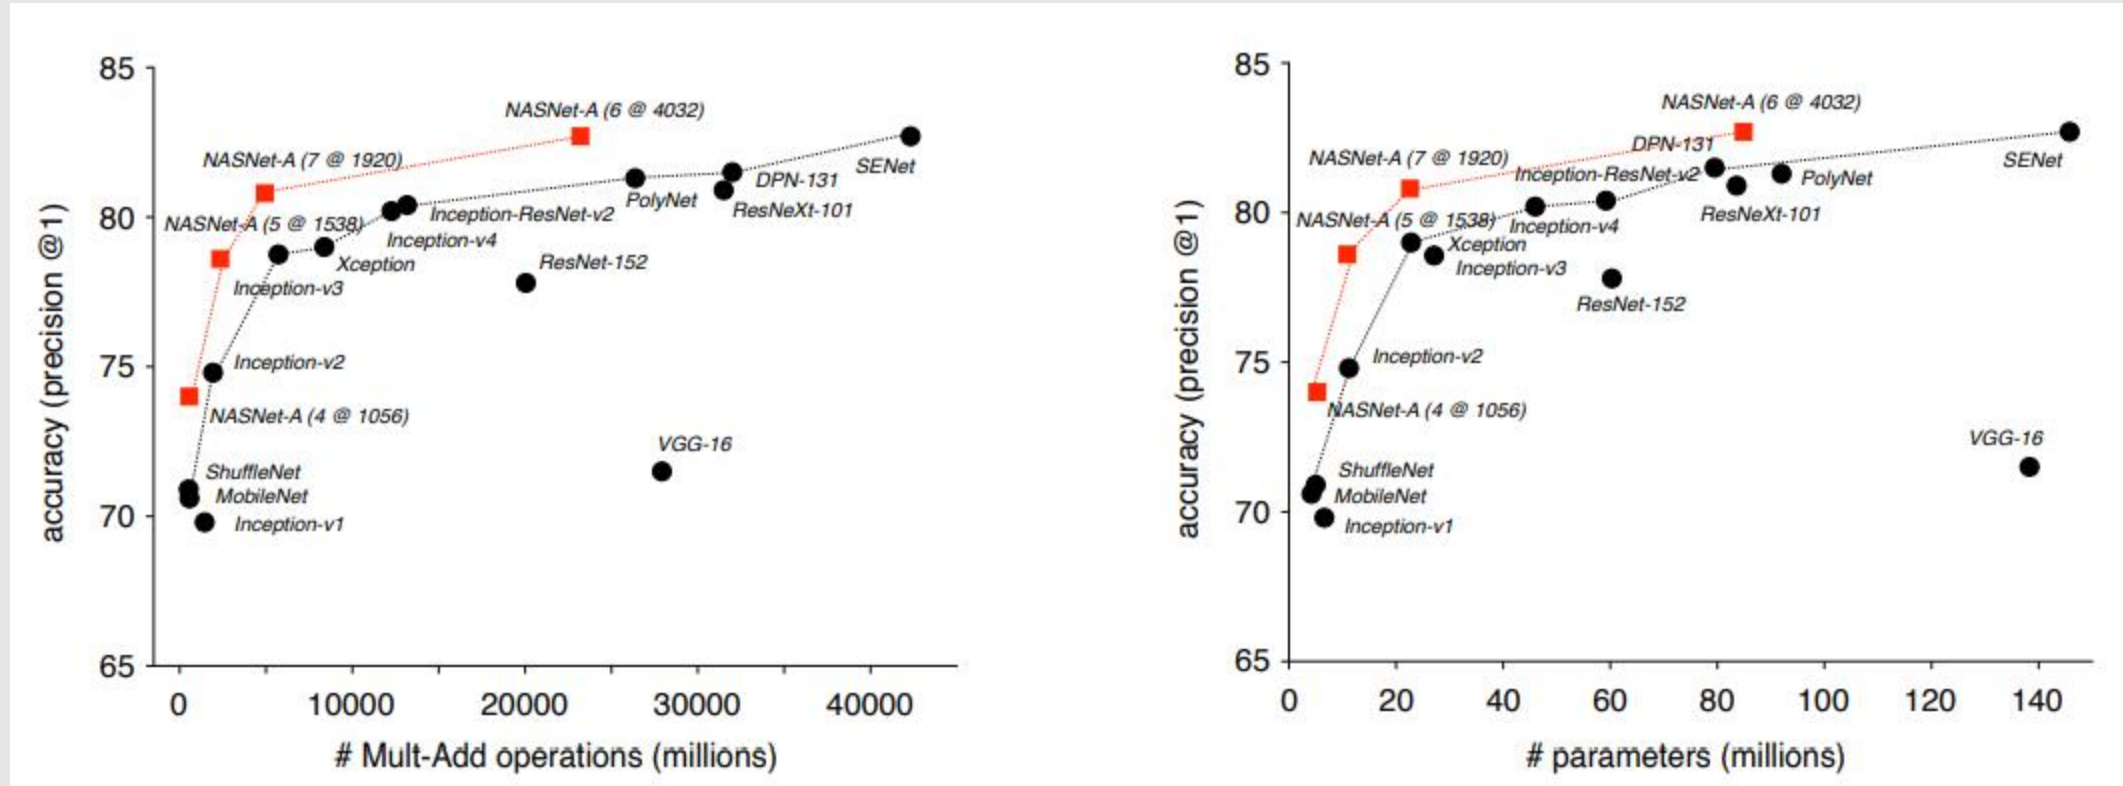 85
NASNet-A (6 @ 4032)
NASNet-A (7 @ 1920)
SENet
DPN-131
PolyNet
ResNeXt-101
80
NASNet-A (5 @ 1538)
Inception-ResNet-v2
Inception-v4
Xception
ResNet-152
Inception-v3
75
Inception-v2
NASNet-A (4 @ 1056)
VGG-16
ShuffleNet
MobileNet
70
Inception-v1
65
0 10000 20000 30000 40000
accuracy (precision @1)
# Mult-Add operations (millions)
85
NASNet-A (6 @ 4032)
DPN-131
NASNet-A (7 @ 1920)
SENet
Inception-ResNet-v2
PolyNet
80
ResNeXt-101
NASNet-A (5 @ 1538)
Inception-v4
Xception
Inception-v3
ResNet-152
75
Inception-v2
NASNet-A (4 @ 1056)
VGG-16
ShuffleNet
MobileNet
70
Inception-v1
65
0 20 40 60 80 100 120 140
accuracy (precision @1)
# parameters (millions)